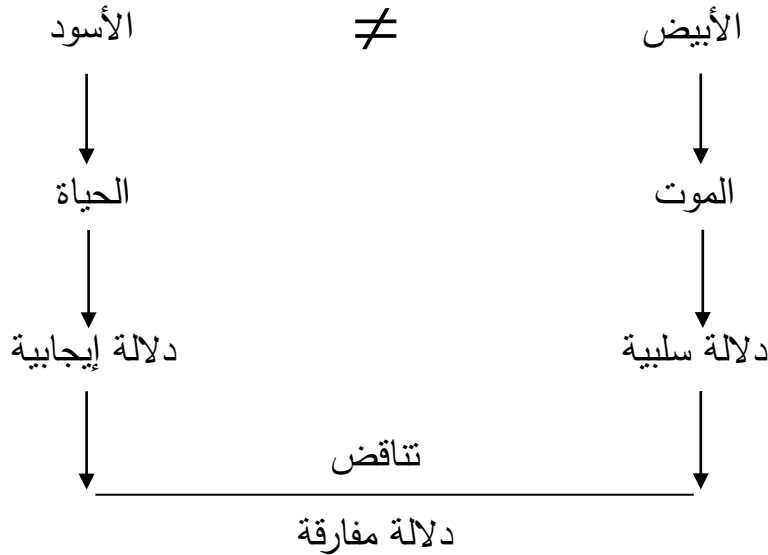 الأبيض ≠ الأسود
الموت الحياة
دلالة سلبية دلالة إيجابية
تناقض
دلالة مفارقة